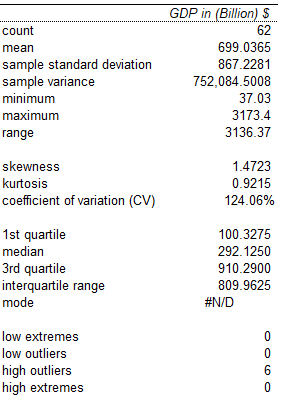 GDP in (Billion) $
count 62
mean 699.0365
sample standard deviation 867.2281
sample variance 752,084.5008
minimum 37.03
maximum 3173.4
range 3136.37
skewness 1.4723
kurtosis 0.9215
coefficient of variation (CV) 124.06%
1st quartile 100.3275
median 292.1250
3rd quartile 910.2900
interquartile range 809.9625
mode #N/D
low extremes 0
low outliers 0
high outliers 6
high extremes 0